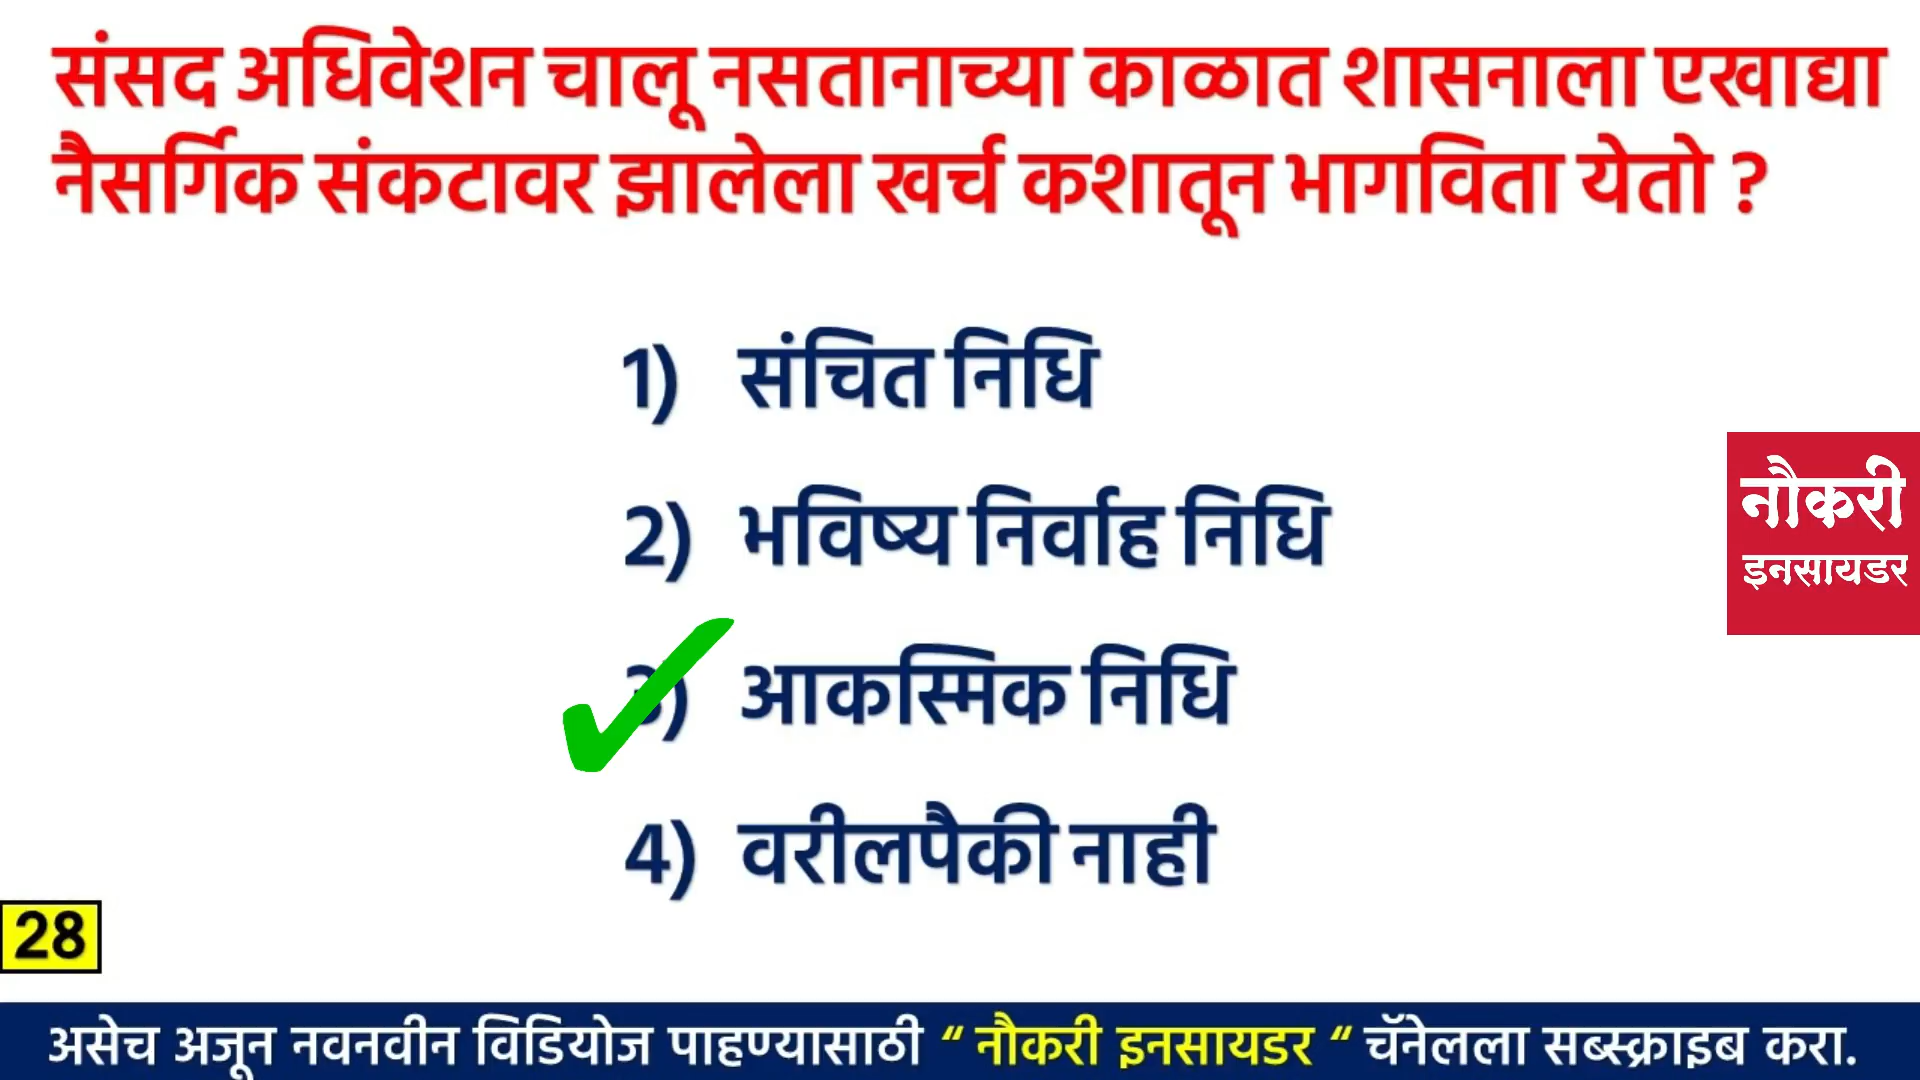 संसद अधिवेशन चालू नसतानाच्या काळात शासनाला एखाद्या
नैसर्गिक संकटावर झालेला खर्च कशातून भागविता येतो ?
1) संचित निधि
2) भविष्य निर्वाह निधि
3) आकस्मिक निधि
4) वरीलपैकी नाही
नौकरी
इनसायडर
28
असेच अजून नवनवीन विडियोज पाहण्यासाठी “ नौकरी इनसायडर “ चॅनेलला सब्स्क्राइब करा.